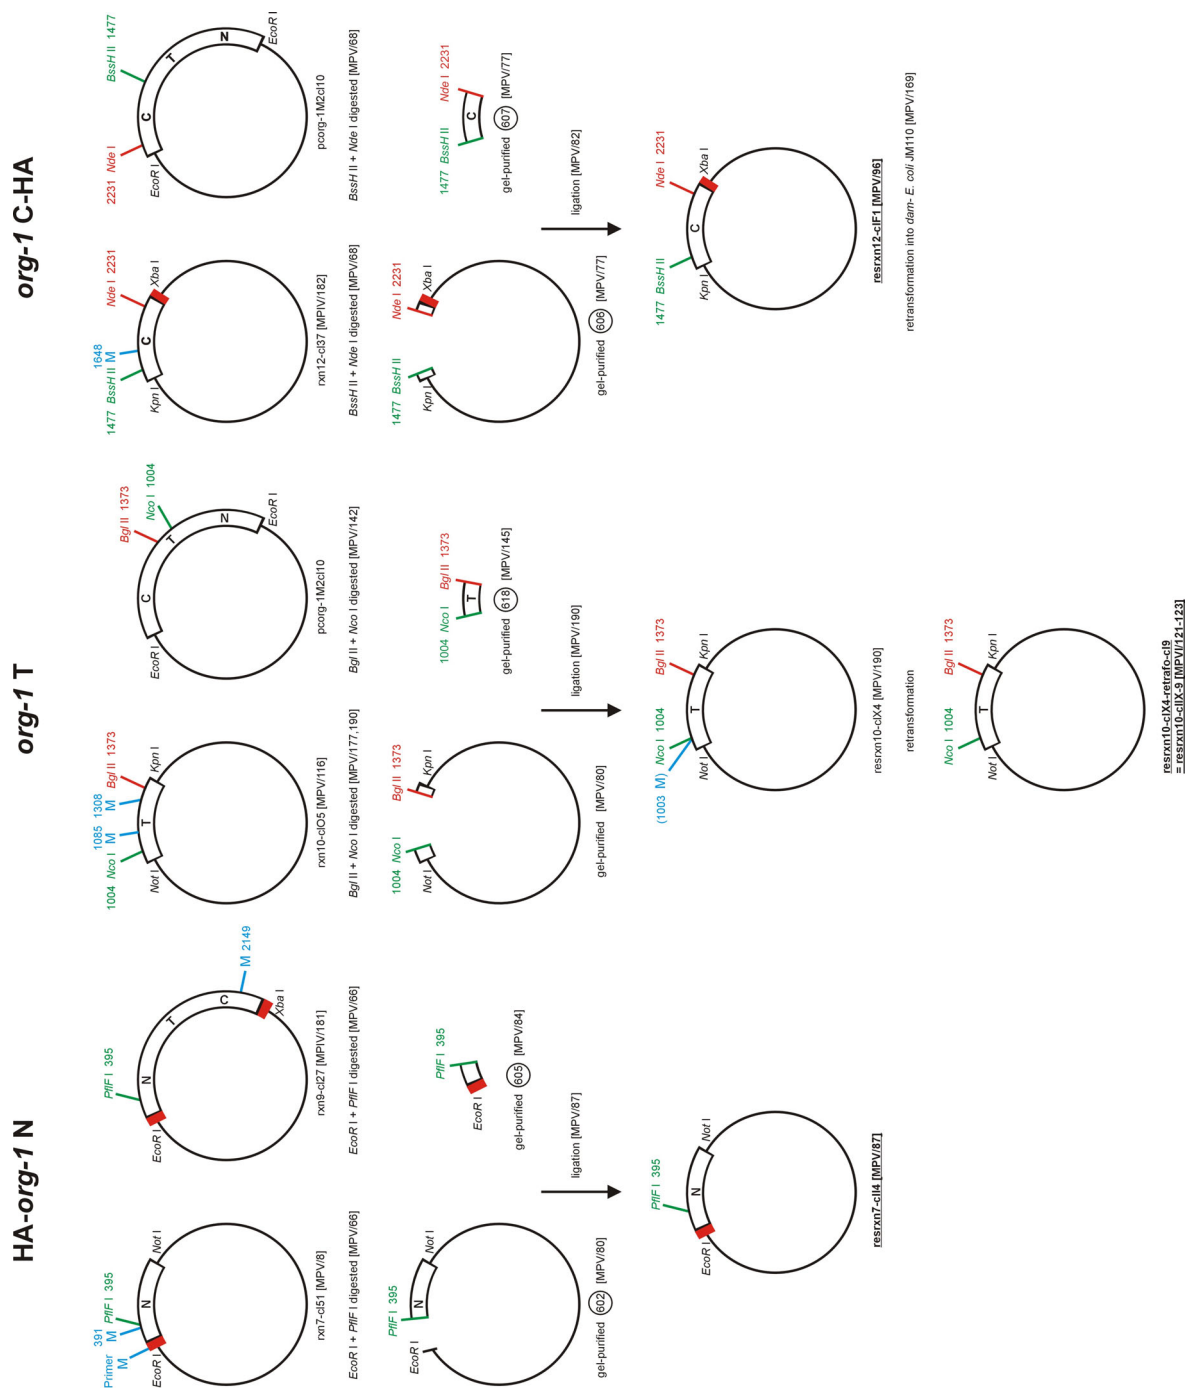 HA-org-1 N
Primer 391
M M PflF I 395
EcoR I
N
Not I
rxn7-cl51 [MPV/8]
EcoR I + PflF I digested [MPV/66]
PflF I 395
EcoR I
N
T
C
M 2149
Xba I
rxn9-cl27 [MPIV/181]
EcoR I + PflF I digested [MPV/66]
PflF I 395
EcoR I
N
Not I
gel-purified 602 [MPV/80]
PflF I 395
EcoR I
gel-purified 605 [MPV/84]
ligation [MPV/87]
PflF I 395
EcoR I
N
Not I
resrxn7-cII4 [MPV/87]
org-1 T
1004 Nco I
1085 M
1308 M
Bgl II 1373
Not I
T
Kpn I
rxn10-clO5 [MPV/116]
Bgl II + Nco I digested [MPV/177,190]
Bgl II 1373
Nco I 1004
EcoR I
C
T
N
EcoR I
pcorg-1M2cl10
Bgl II + Nco I digested [MPV/142]
1004 Nco I
Bgl II 1373
Not I
Kpn I
gel-purified [MPV/80]
1004 Nco I
Bgl II 1373
T
gel-purified 618 [MPV/145]
ligation [MPV/190]
(1003 M)
Nco I 1004
Bgl II 1373
Not I
T
Kpn I
resrxn10-clX4 [MPV/190]
retransformation
Nco I 1004
Bgl II 1373
Not I
T
Kpn I
resrxn10-clX4-retrafo-cl9
= resrxn10-clIX-9 [MPVI/121-123]
org-1 C-HA
1477 BssH II
1648 M
Nde I 2231
Kpn I
C
Xba I
rxn12-cl37 [MPIV/182]
BssH II + Nde I digested [MPV/68]
2231 Nde I
BssH II 1477
EcoR I
C
T
N
EcoR I
pcorg-1M2cl10
BssH II + Nde I digested [MPV/68]
1477 BssH II
Nde I 2231
Kpn I
Xba I
gel-purified 606 [MPV/77]
1477 BssH II
Nde I 2231
C
gel-purified 607 [MPV/77]
ligation [MPV/82]
1477 BssH II
Nde I 2231
Kpn I
C
Xba I
resrxn12-clF1 [MPV/96]
retransformation into dam- E. coli JM110 [MPV/169]